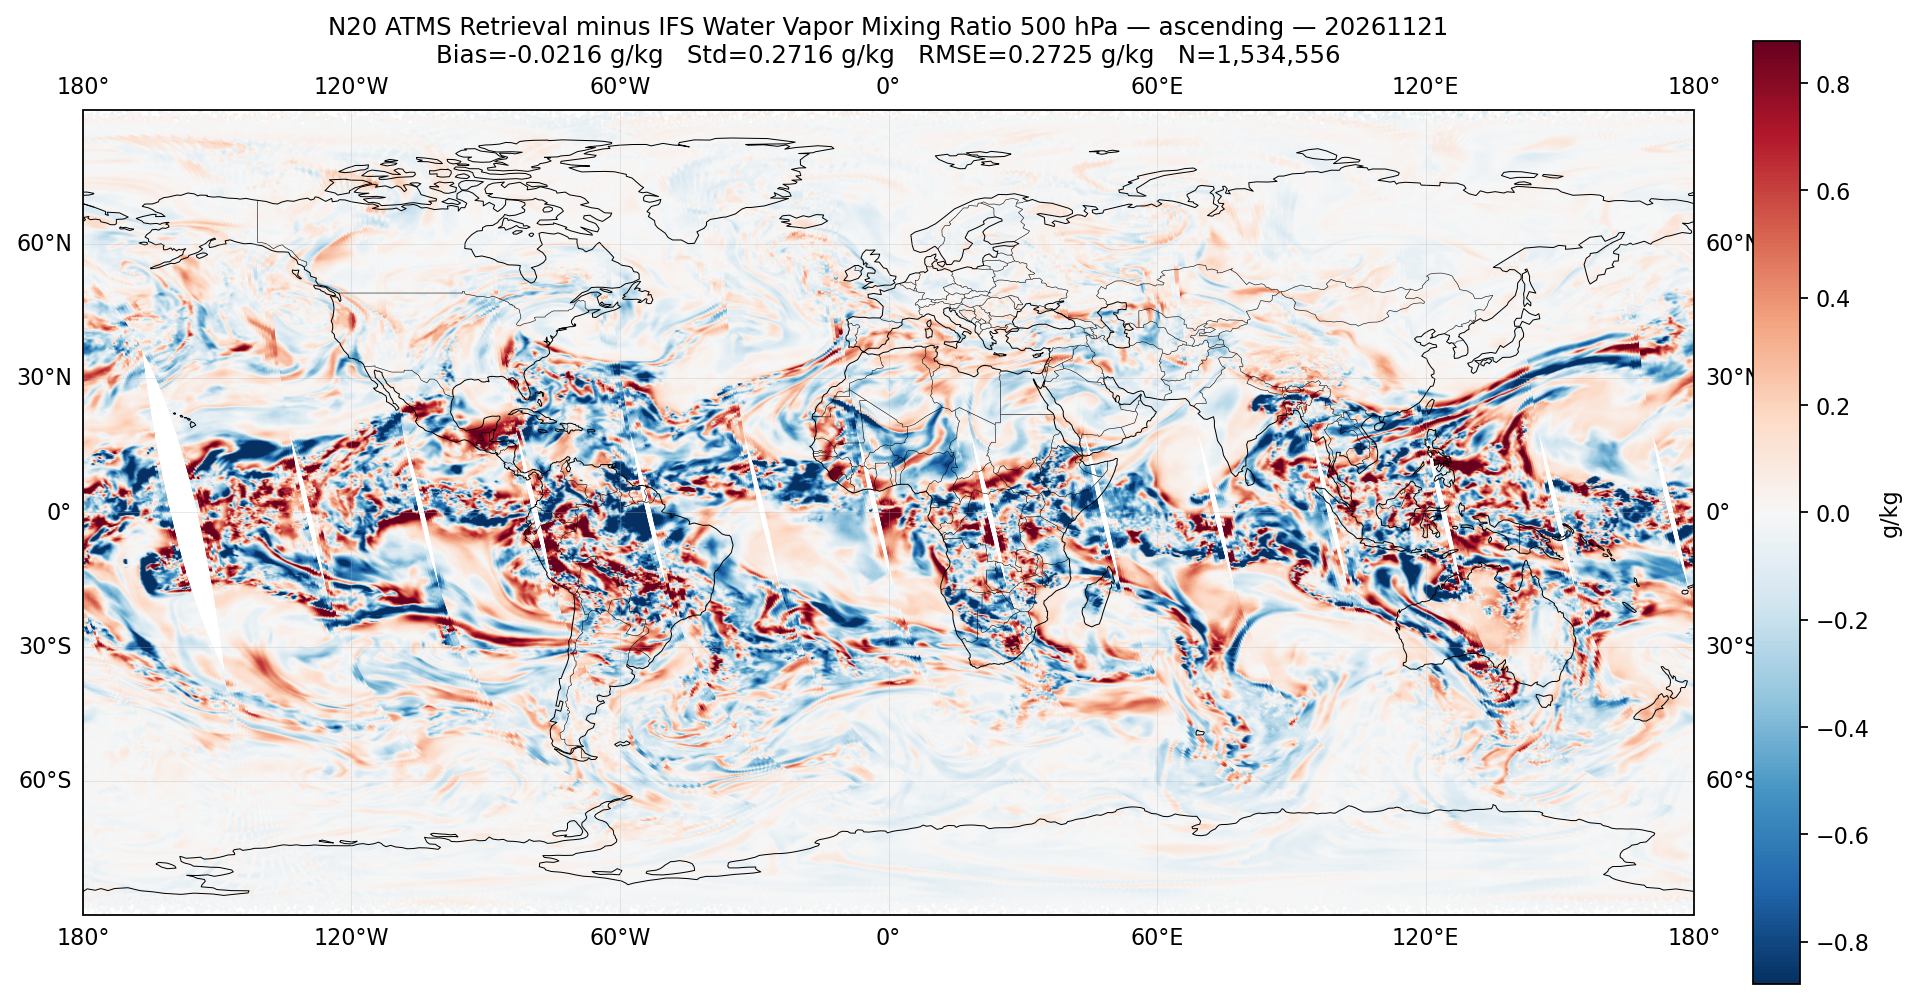 N20 ATMS Retrieval minus IFS Water Vapor Mixing Ratio 500 hPa — ascending — 20261121
Bias=-0.0216 g/kg   Std=0.2716 g/kg   RMSE=0.2725 g/kg   N=1,534,556
180° 120°W 60°W 0° 60°E 120°E 180°
60°N 60°N
30°N 30°N
0° 0°
30°S 30°S
60°S 60°S
180° 120°W 60°W 0° 60°E 120°E 180°
0.8
0.6
0.4
0.2
0.0
−0.2
−0.4
−0.6
−0.8
g/kg